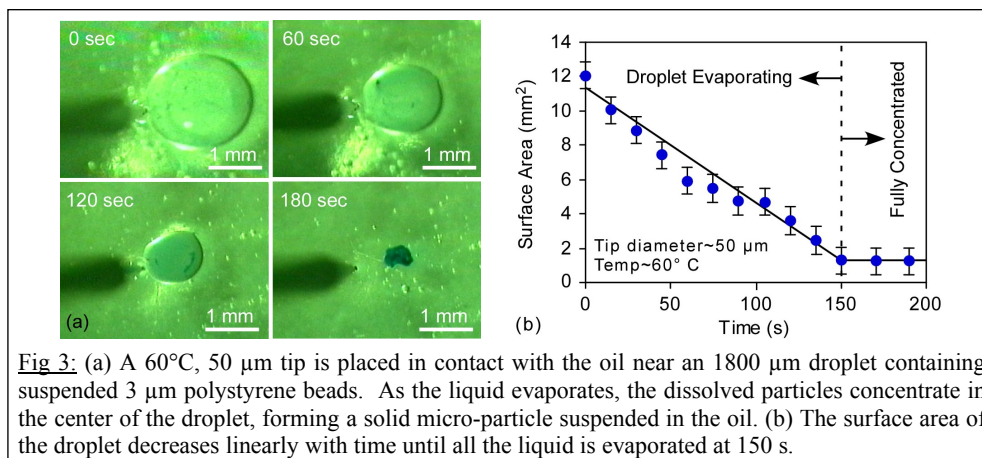 0 sec
60 sec
1 mm
1 mm
120 sec
180 sec
1 mm
1 mm
(a)
14
12
10
8
6
4
2
0
Surface Area (mm²)
Droplet Evaporating
Fully Concentrated
Tip diameter~50 µm
Temp~60° C
0
50
100
150
200
Time (s)
(b)
Fig 3: (a) A 60°C, 50 µm tip is placed in contact with the oil near an 1800 µm droplet containing
suspended 3 µm polystyrene beads. As the liquid evaporates, the dissolved particles concentrate in
the center of the droplet, forming a solid micro-particle suspended in the oil. (b) The surface area of
the droplet decreases linearly with time until all the liquid is evaporated at 150 s.